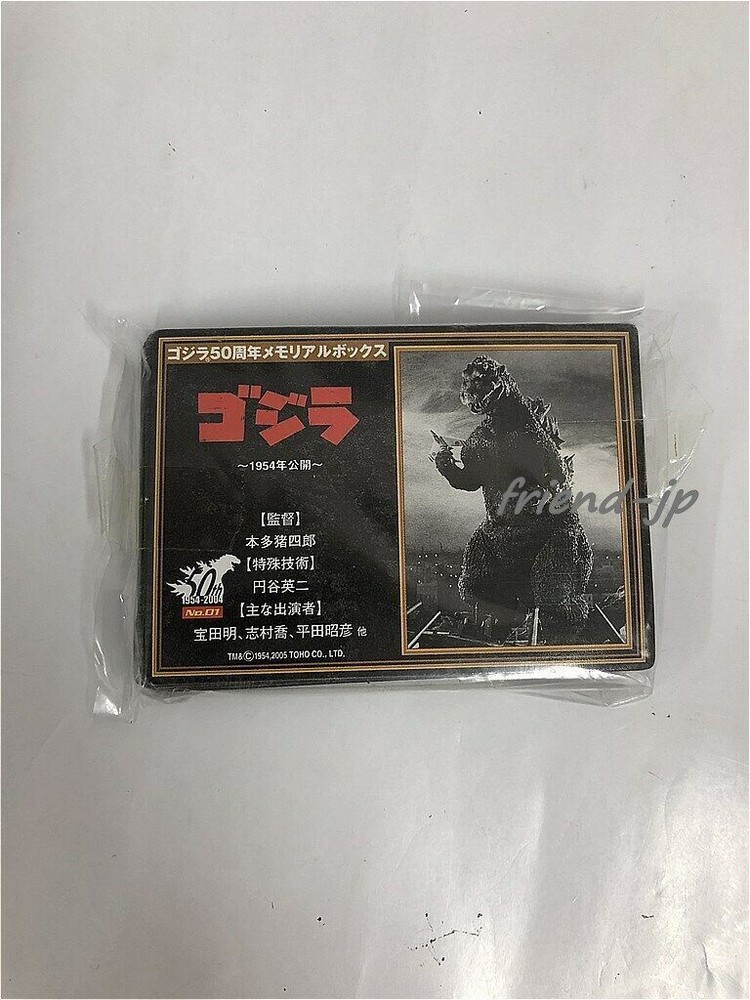 ゴジラ50周年メモリアルボックス
ゴジラ
〜1954年公開〜
【監督】
本多猪四郎
【特殊技術】
円谷英二
【主な出演者】
宝田明、志村喬、平田昭彦 他
50th
1954-2004
No.01
TM&©1954,2005 TOHO CO., LTD.
friend-jp